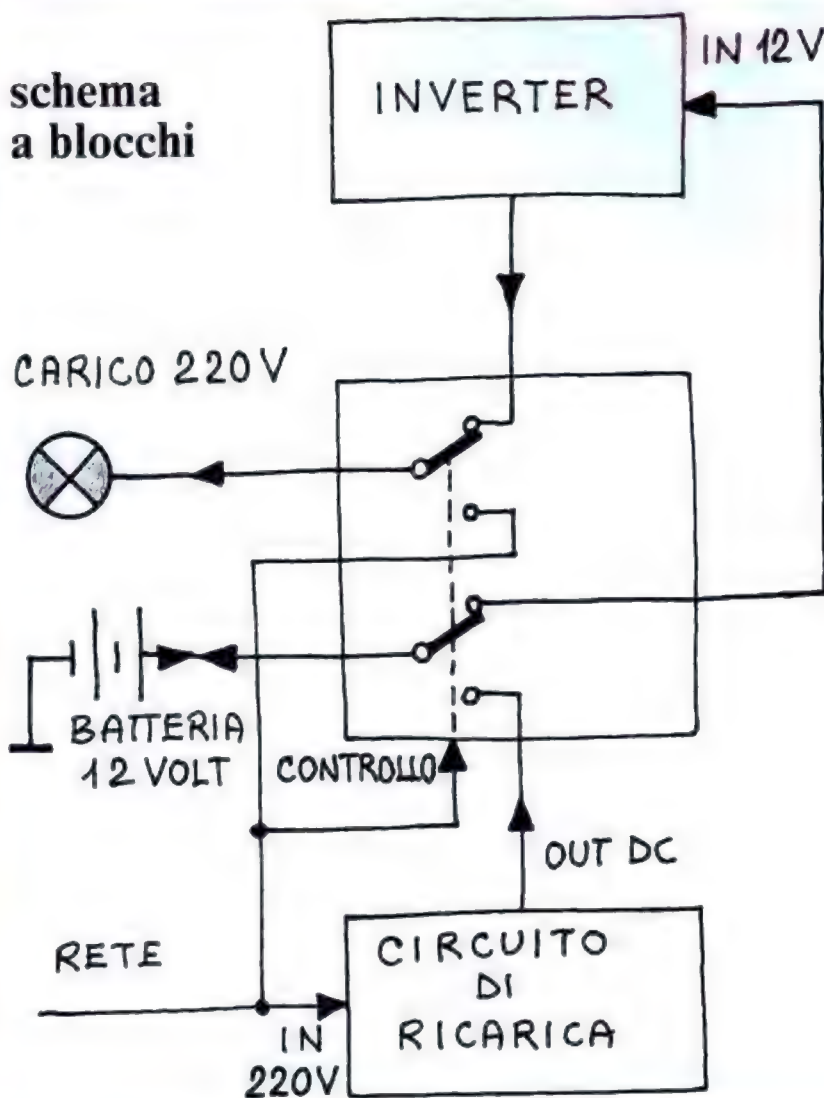 schema
a blocchi
INVERTER
IN 12V
CARICO 220V
BATTERIA
12 VOLT
CONTROLLO
OUT DC
RETE
IN
220V
CIRCUITO
DI
RICARICA